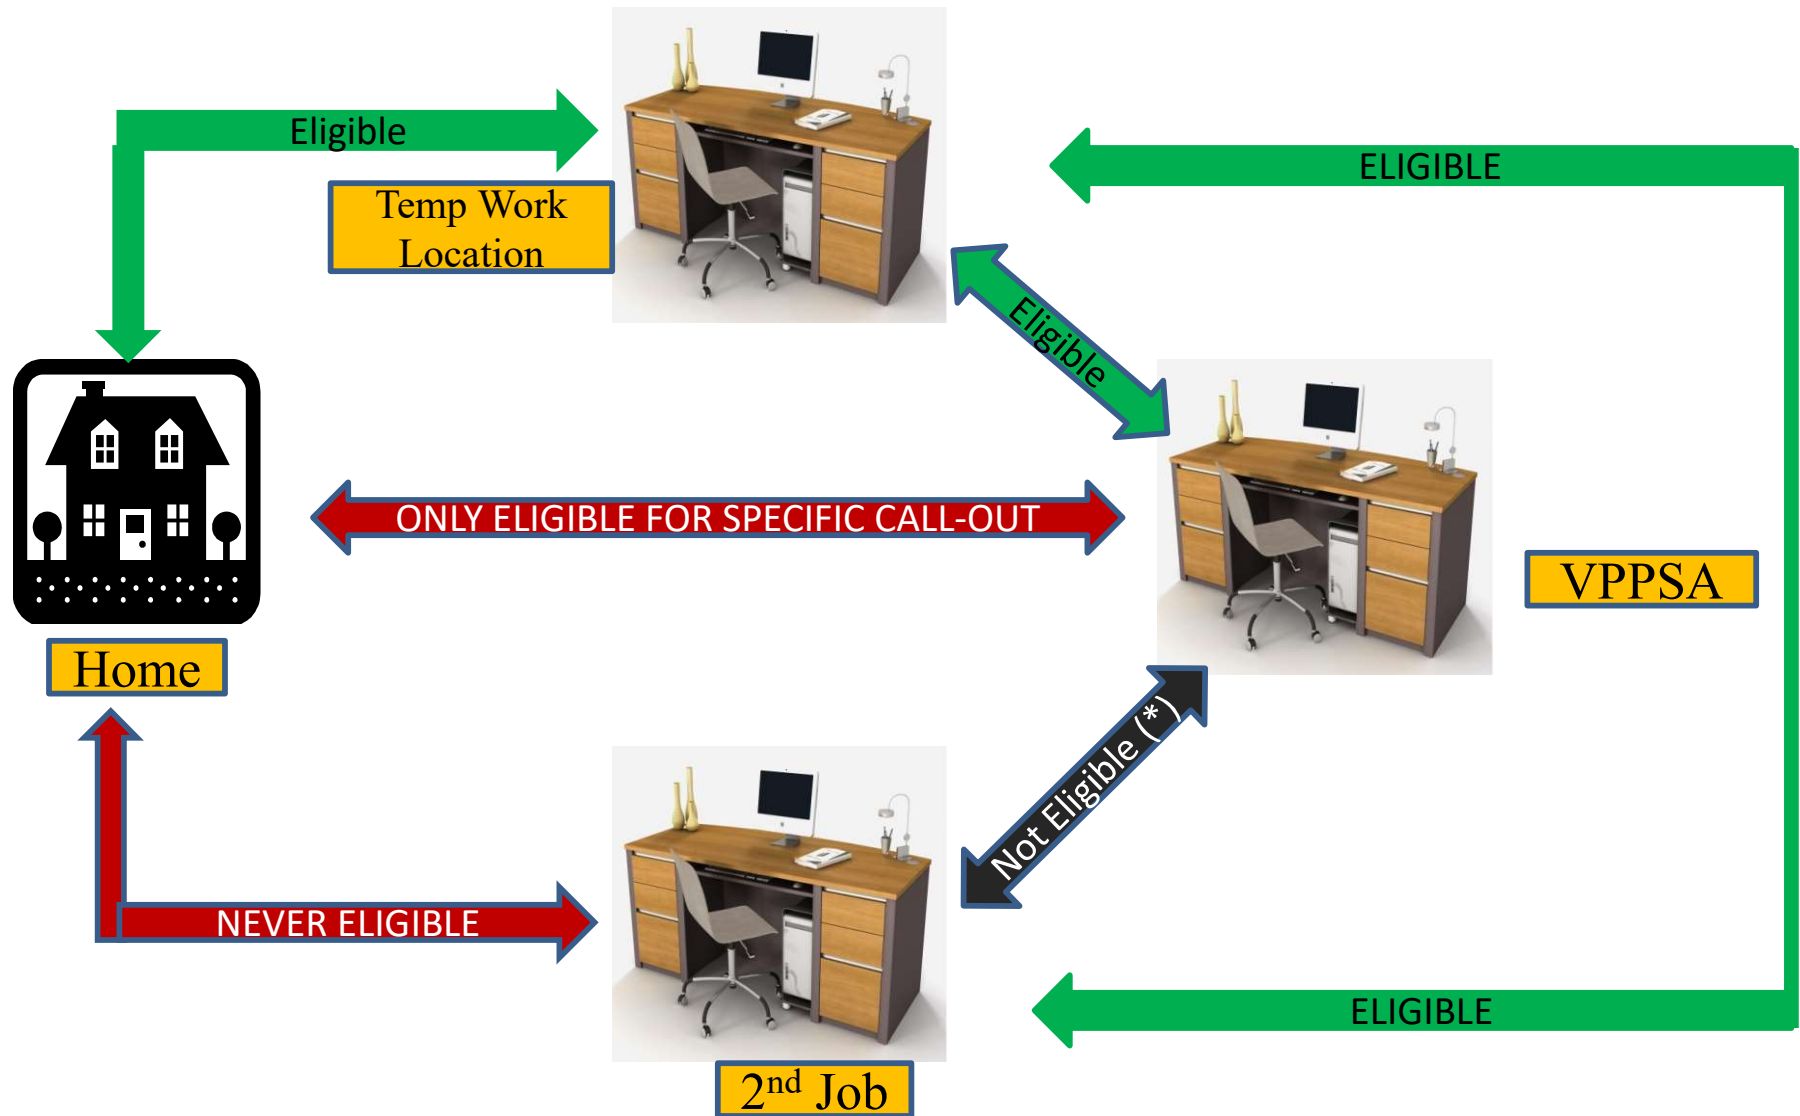 Eligible
ELIGIBLE
Temp Work
Location
Eligible
ONLY ELIGIBLE FOR SPECIFIC CALL-OUT
VPPSA
Home
Not Eligible (*)
NEVER ELIGIBLE
ELIGIBLE
2nd Job